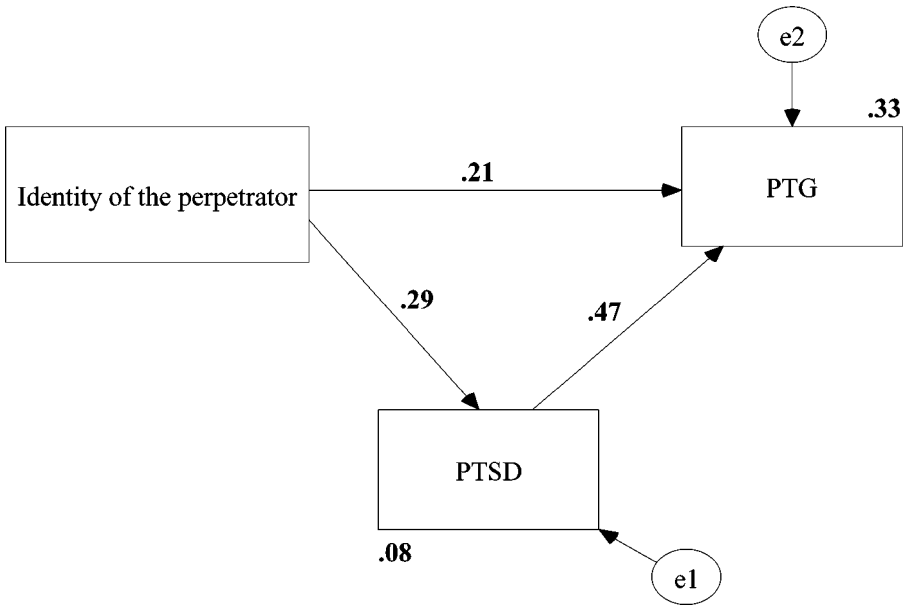 e2
.33
Identity of the perpetrator
.21
PTG
.29
.47
PTSD
.08
e1